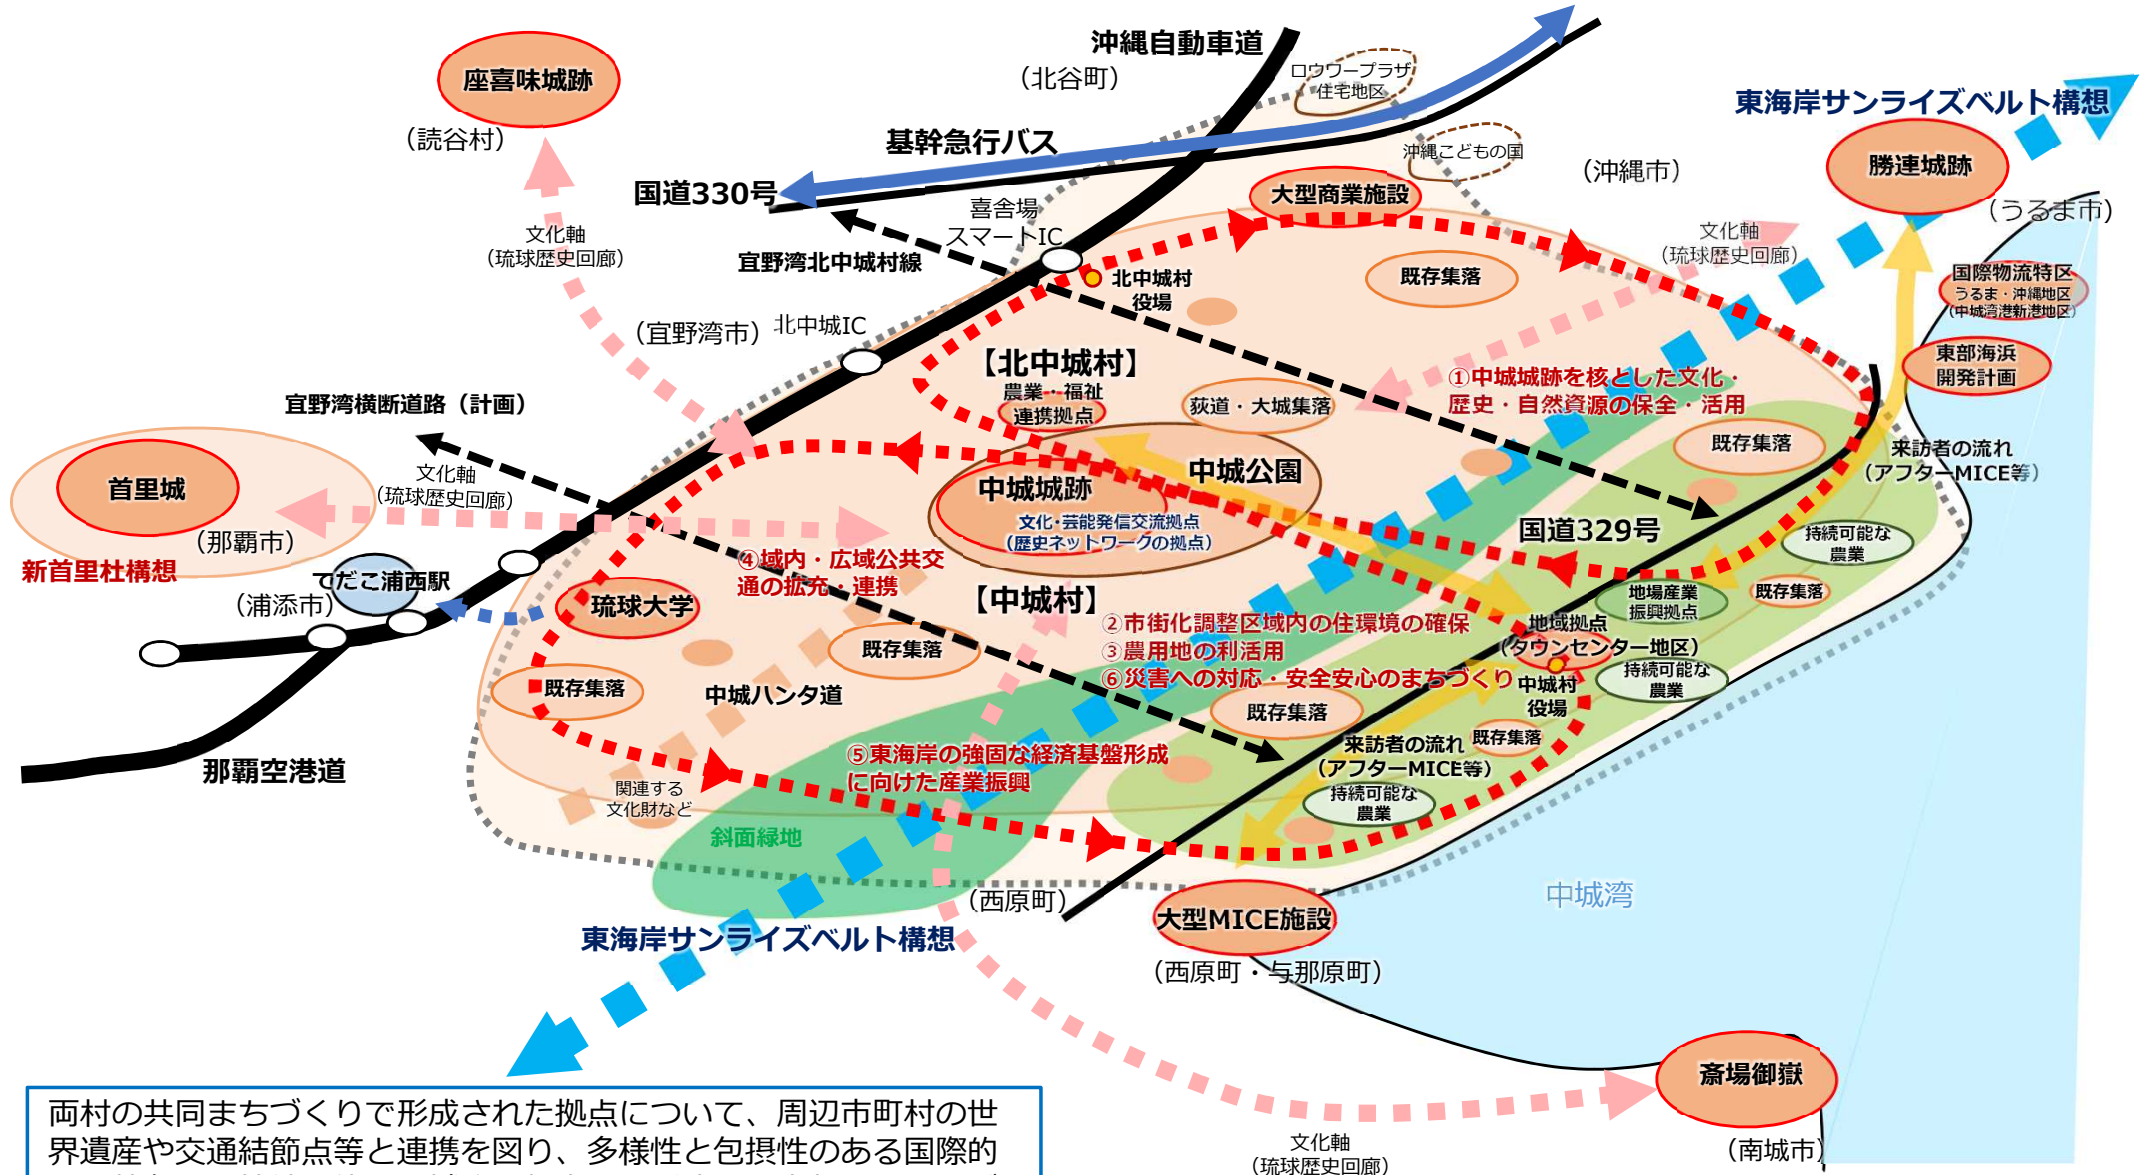 沖縄自動車道
（北谷町）
ロウワープラザ
住宅地区
座喜味城跡
（読谷村）
基幹急行バス
東海岸サンライズベルト構想
沖縄こどもの国
（沖縄市）
勝連城跡
（うるま市）
国道330号
大型商業施設
喜舎場
スマートIC
文化軸
（琉球歴史回廊）
文化軸
（琉球歴史回廊）
宜野湾北中城村線
北中城村
役場
既存集落
国際物流特区
うるま・沖縄地区
（中城湾港新港地区）
（宜野湾市）
北中城IC
【北中城村】
農業・福祉
連携拠点
荻道・大城集落
①中城城跡を核とした文化・
歴史・自然資源の保全・活用
東部海浜
開発計画
宜野湾横断道路（計画）
既存集落
来訪者の流れ
（アフターMICE等）
首里城
（那覇市）
新首里杜構想
文化軸
（琉球歴史回廊）
中城公園
中城城跡
文化・芸能発信交流拠点
（歴史ネットワークの拠点）
国道329号
持続可能な
農業
④域内・広域公共交
通の拡充・連携
てだこ浦西駅
（浦添市）
琉球大学
【中城村】
地場産業
振興拠点
既存集落
②市街化調整区域内の住環境の確保
③農用地の利活用
⑥災害への対応・安全安心のまちづくり
地域拠点
（タウンセンター地区）
既存集落
持続可能な
農業
既存集落
中城ハンタ道
中城村
役場
既存集落
既存集落
来訪者の流れ
（アフターMICE等）
那覇空港道
⑤東海岸の強固な経済基盤形成
に向けた産業振興
関連する
文化財など
持続可能な
農業
斜面緑地
（西原町）
中城湾
大型MICE施設
（西原町・与那原町）
東海岸サンライズベルト構想
斎場御嶽
（南城市）
文化軸
（琉球歴史回廊）
両村の共同まちづくりで形成された拠点について、周辺市町村の世
界遺産や交通結節点等と連携を図り、多様性と包摂性のある国際的